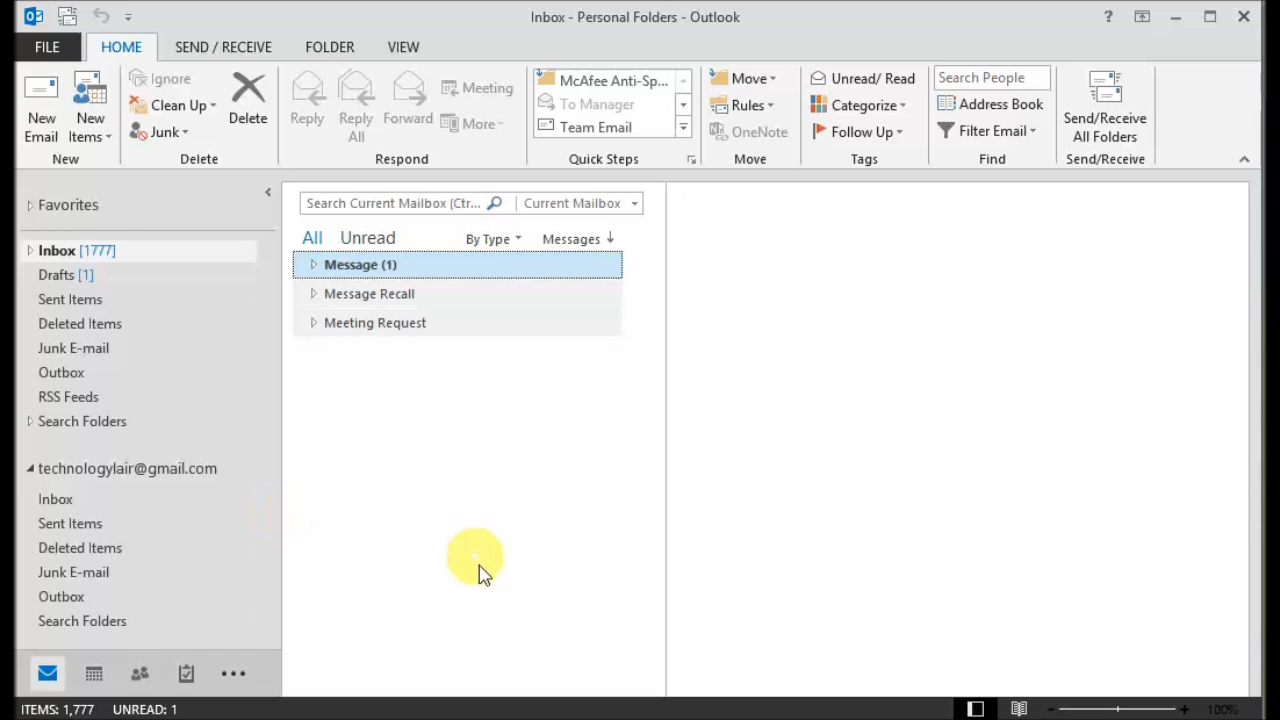 Inbox - Personal Folders - Outlook
?
FILE HOME SEND / RECEIVE FOLDER VIEW
New Email
New Items
New
Ignore
Clean Up
Junk
Delete
Delete
Reply
Reply All
Forward
Meeting
More
Respond
McAfee Anti-Sp...
To Manager
Team Email
Quick Steps
Move
Rules
OneNote
Move
Unread/ Read
Categorize
Follow Up
Tags
Search People
Address Book
Filter Email
Find
Send/Receive All Folders
Send/Receive
Favorites
Inbox [1777]
Drafts [1]
Sent Items
Deleted Items
Junk E-mail
Outbox
RSS Feeds
Search Folders
technologylair@gmail.com
Inbox
Sent Items
Deleted Items
Junk E-mail
Outbox
Search Folders
Search Current Mailbox (Ctr... Current Mailbox
All Unread By Type Messages
Message (1)
Message Recall
Meeting Request
ITEMS: 1,777 UNREAD: 1
100%